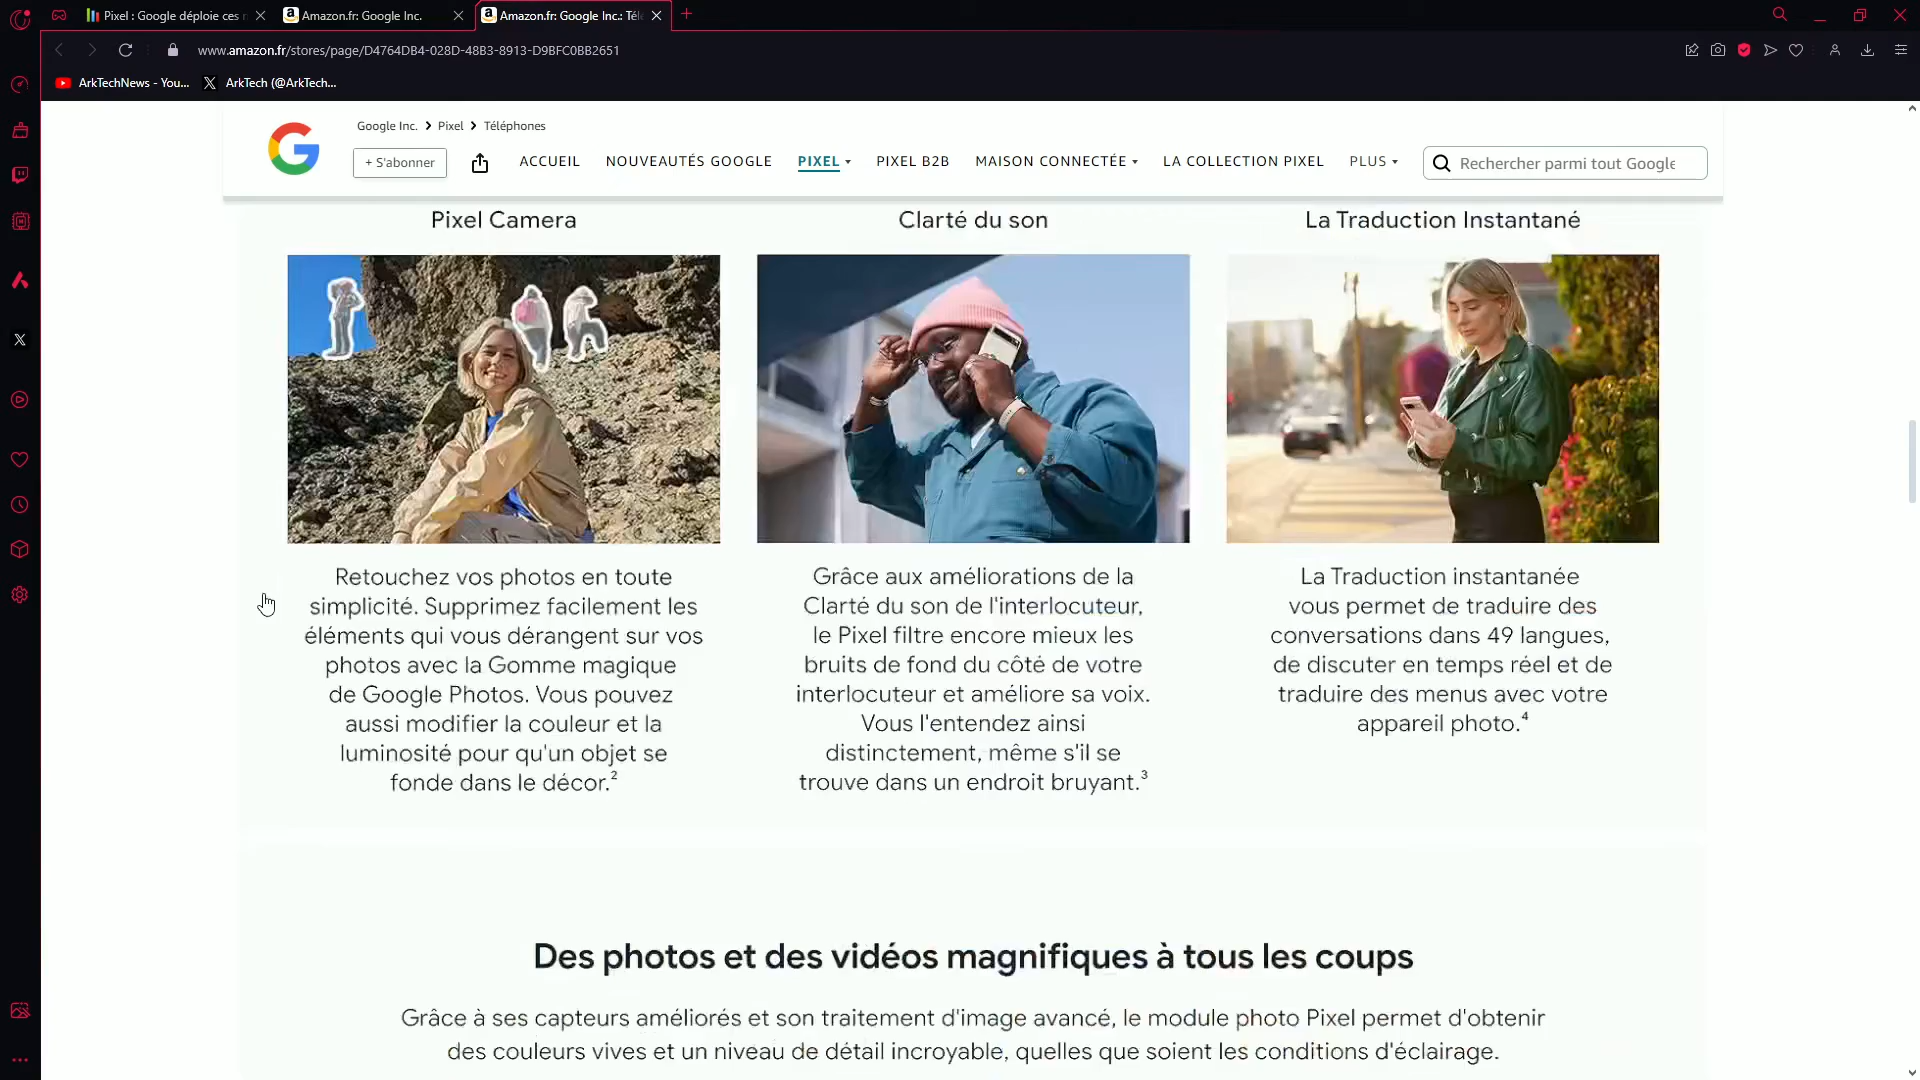 Pixel : Google déploie ces n
Amazon.fr: Google Inc.
Amazon.fr: Google Inc.: Tél
www.amazon.fr/stores/page/D4764DB4-028D-48B3-8913-D9BFC0BB2651
ArkTechNews - You...
ArkTech (@ArkTech...
Google Inc. > Pixel > Téléphones
+ S'abonner
ACCUEIL
NOUVEAUTÉS GOOGLE
PIXEL
PIXEL B2B
MAISON CONNECTÉE
LA COLLECTION PIXEL
PLUS
Rechercher parmi tout Google
Pixel Camera
Retouchez vos photos en toute
simplicité. Supprimez facilement les
éléments qui vous dérangent sur vos
photos avec la Gomme magique
de Google Photos. Vous pouvez
aussi modifier la couleur et la
luminosité pour qu'un objet se
fonde dans le décor.²
Clarté du son
Grâce aux améliorations de la
Clarté du son de l'interlocuteur,
le Pixel filtre encore mieux les
bruits de fond du côté de votre
interlocuteur et améliore sa voix.
Vous l'entendez ainsi
distinctement, même s'il se
trouve dans un endroit bruyant.³
La Traduction Instantané
La Traduction instantanée
vous permet de traduire des
conversations dans 49 langues,
de discuter en temps réel et de
traduire des menus avec votre
appareil photo.⁴
Des photos et des vidéos magnifiques à tous les coups
Grâce à ses capteurs améliorés et son traitement d'image avancé, le module photo Pixel permet d'obtenir
des couleurs vives et un niveau de détail incroyable, quelles que soient les conditions d'éclairage.